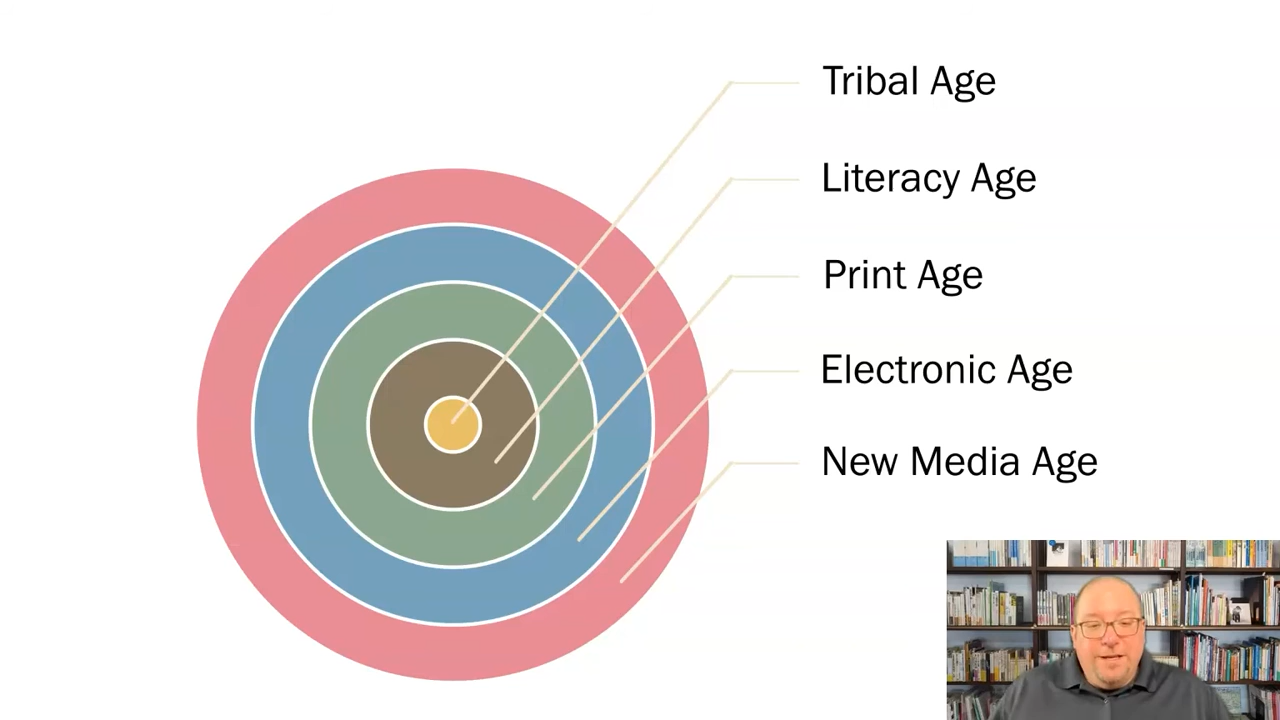 Tribal Age
Literacy Age
Print Age
Electronic Age
New Media Age